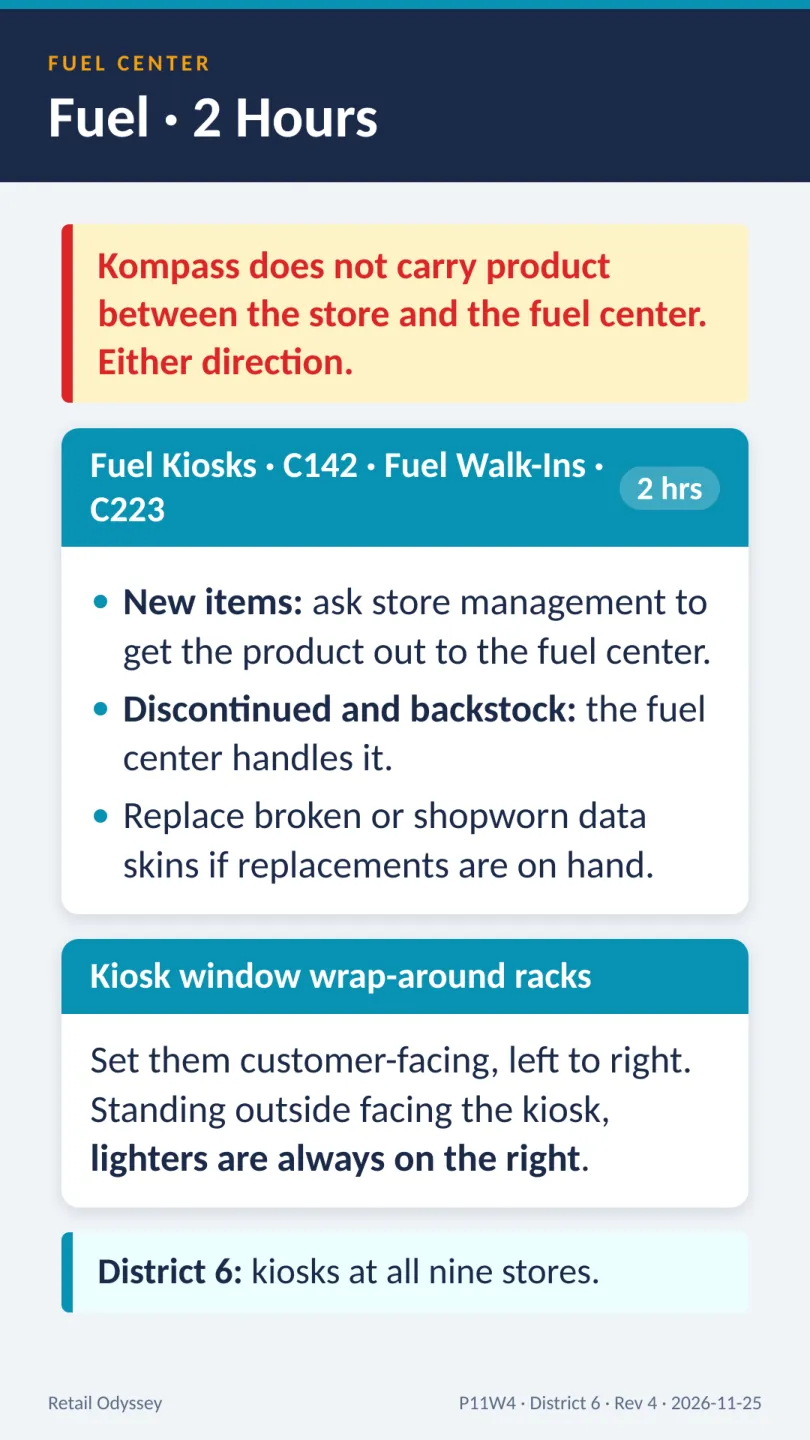 FUEL CENTER
Fuel · 2 Hours
Kompass does not carry product
between the store and the fuel center.
Either direction.
Fuel Kiosks · C142 · Fuel Walk-Ins ·
C223
2 hrs
• New items: ask store management to
get the product out to the fuel center.
• Discontinued and backstock: the fuel
center handles it.
• Replace broken or shopworn data
skins if replacements are on hand.
Kiosk window wrap-around racks
Set them customer-facing, left to right.
Standing outside facing the kiosk,
lighters are always on the right.
District 6: kiosks at all nine stores.
Retail Odyssey
P11W4 · District 6 · Rev 4 · 2026-11-25